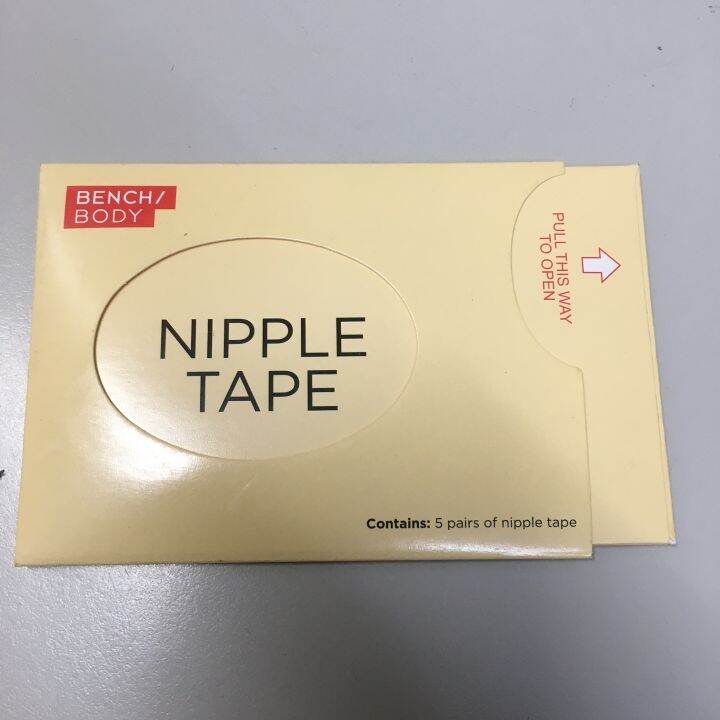 BENCH/
BODY
NIPPLE
TAPE
PULL THIS WAY
TO OPEN
Contains: 5 pairs of nipple tape